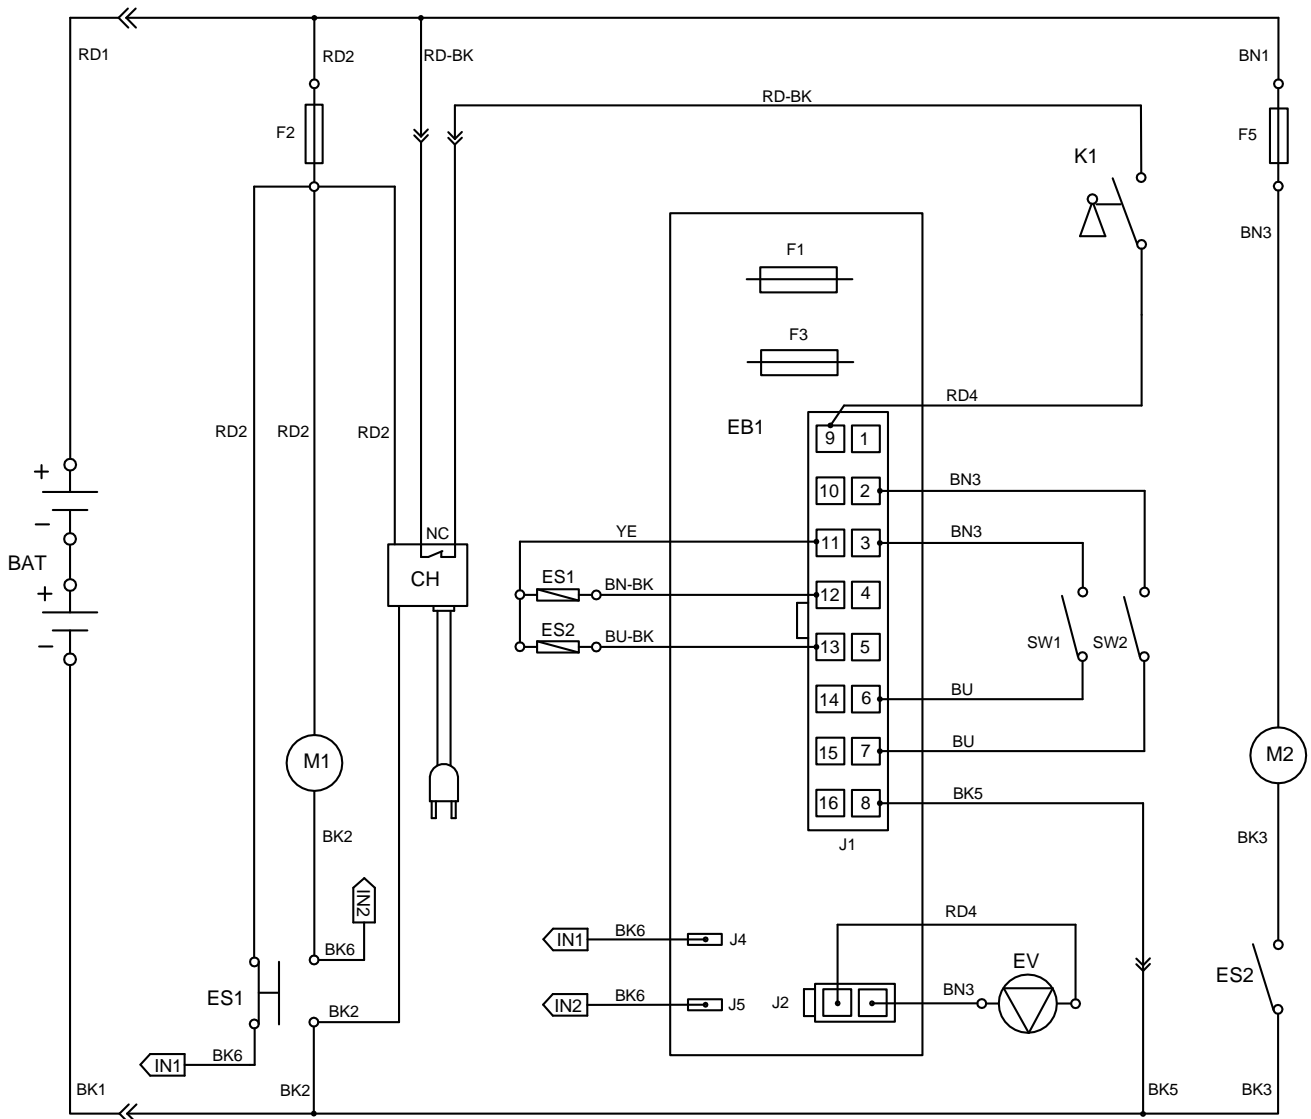 RD1
RD2
RD-BK
BN1
RD-BK
F2
F5
K1
BN3
F1
F3
RD4
EB1
9 1
RD2
RD2
RD2
+
10 2
BN3
−
NC
YE
11 3
BN3
BAT
CH
ES1
BN-BK
12 4
+
ES2
BU-BK
13 5
SW1
SW2
−
14 6
BU
15 7
BU
M1
M2
16 8
BK5
J1
BK2
BK3
IN2
BK6
IN1
BK6
J4
RD4
EV
ES1
ES2
BK2
IN2
BK6
J5
J2
BN3
IN1
BK6
BK1
BK2
BK5
BK3